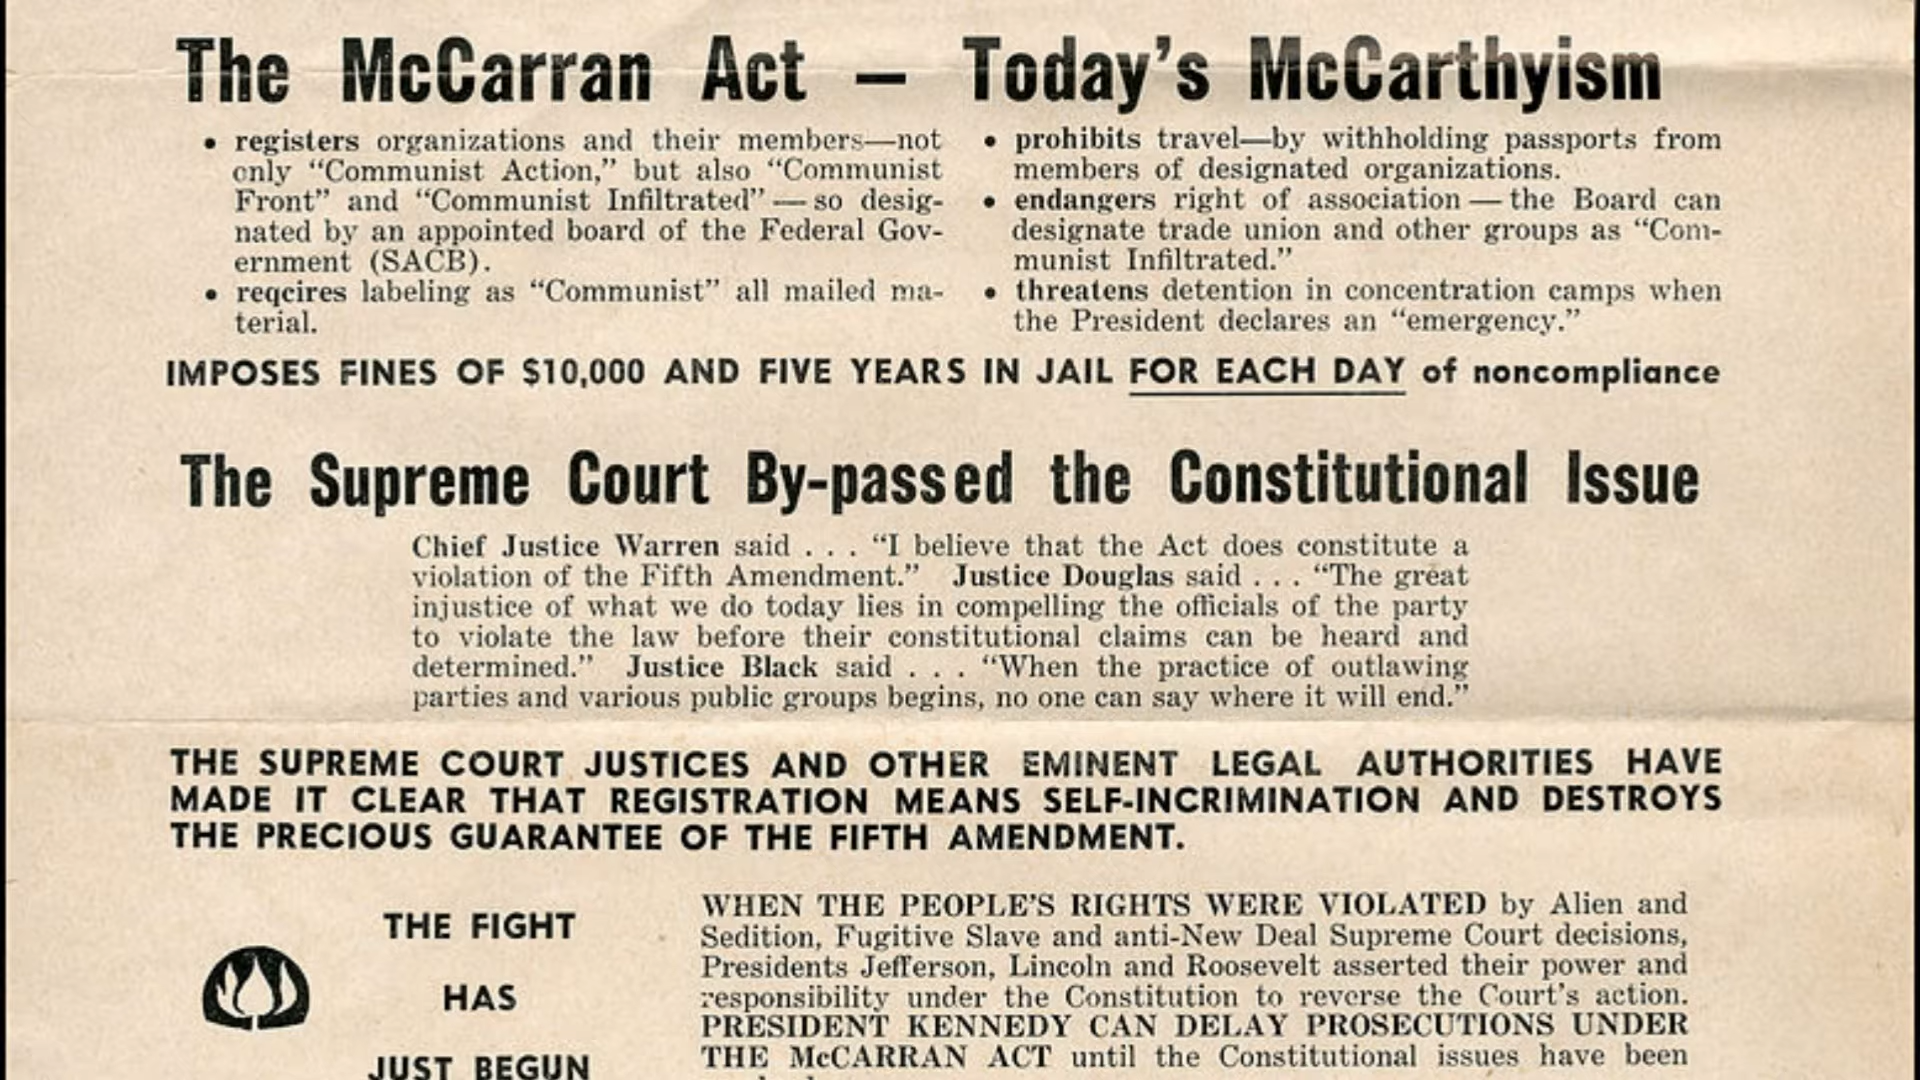 The McCarran Act — Today's McCarthyism
• registers organizations and their members—not
only "Communist Action," but also "Communist
Front" and "Communist Infiltrated" — so desig-
nated by an appointed board of the Federal Gov-
ernment (SACB).
• reqcires labeling as "Communist" all mailed ma-
terial.
• prohibits travel—by withholding passports from
members of designated organizations.
• endangers right of association — the Board can
designate trade union and other groups as "Com-
munist Infiltrated."
• threatens detention in concentration camps when
the President declares an "emergency."
IMPOSES FINES OF $10,000 AND FIVE YEARS IN JAIL FOR EACH DAY of noncompliance
The Supreme Court By-passed the Constitutional Issue
Chief Justice Warren said . . . "I believe that the Act does constitute a
violation of the Fifth Amendment." Justice Douglas said . . . "The great
injustice of what we do today lies in compelling the officials of the party
to violate the law before their constitutional claims can be heard and
determined." Justice Black said . . . "When the practice of outlawing
parties and various public groups begins, no one can say where it will end."
THE SUPREME COURT JUSTICES AND OTHER EMINENT LEGAL AUTHORITIES HAVE
MADE IT CLEAR THAT REGISTRATION MEANS SELF-INCRIMINATION AND DESTROYS
THE PRECIOUS GUARANTEE OF THE FIFTH AMENDMENT.
THE FIGHT
HAS
JUST BEGUN
WHEN THE PEOPLE'S RIGHTS WERE VIOLATED by Alien and
Sedition, Fugitive Slave and anti-New Deal Supreme Court decisions,
Presidents Jefferson, Lincoln and Roosevelt asserted their power and
responsibility under the Constitution to reverse the Court's action.
PRESIDENT KENNEDY CAN DELAY PROSECUTIONS UNDER
THE McCARRAN ACT until the Constitutional issues have been